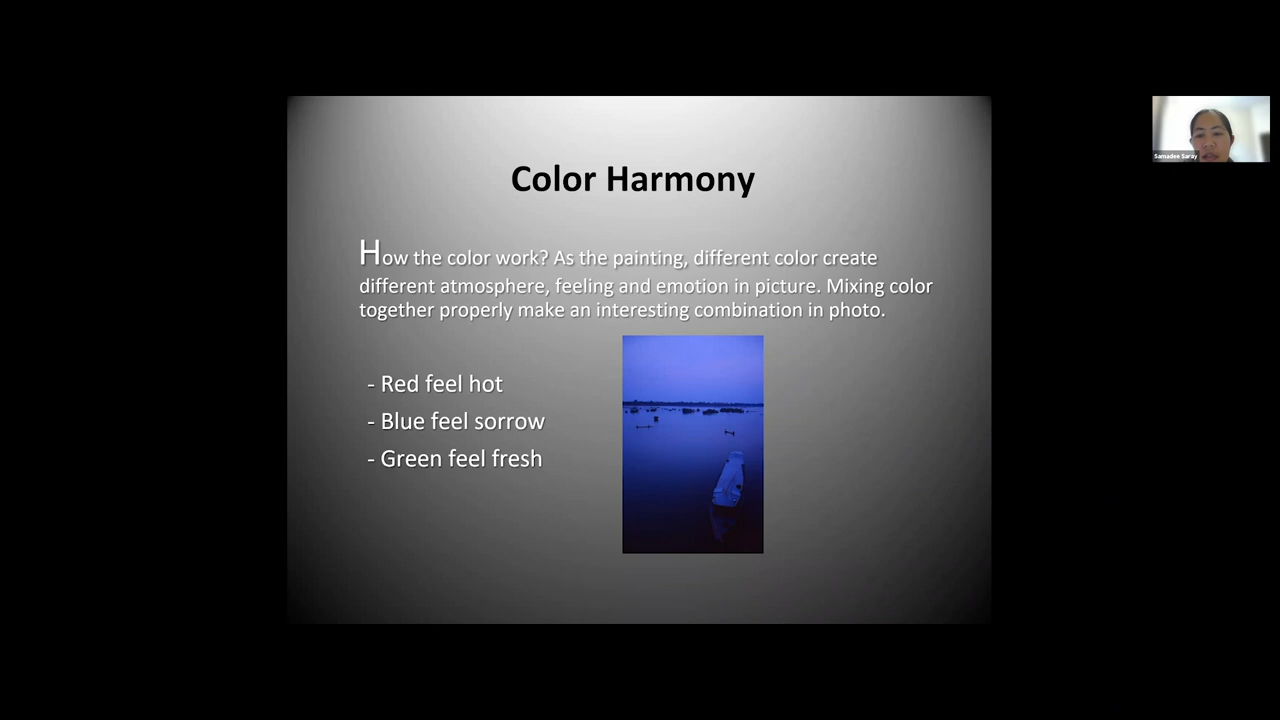 Color Harmony
How the color work? As the painting, different color create
different atmosphere, feeling and emotion in picture. Mixing color
together properly make an interesting combination in photo.
- Red feel hot
- Blue feel sorrow
- Green feel fresh
Samadee Saray